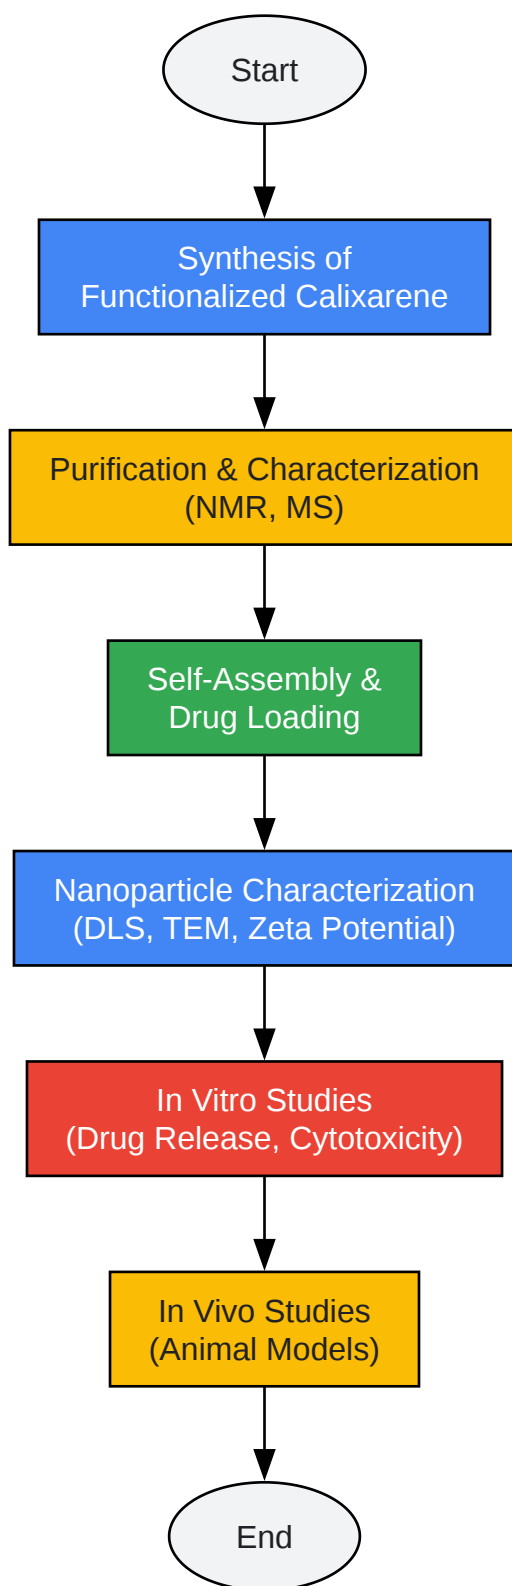 Start
Synthesis of
Functionalized Calixarene
Purification & Characterization
(NMR, MS)
Self-Assembly &
Drug Loading
Nanoparticle Characterization
(DLS, TEM, Zeta Potential)
In Vitro Studies
(Drug Release, Cytotoxicity)
In Vivo Studies
(Animal Models)
End